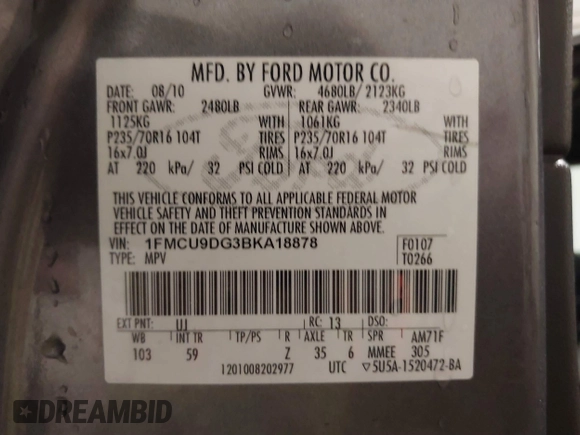 MFD. BY FORD MOTOR CO.
DATE: 08/10 GVWR: 4680LB/ 2123KG
FRONT GAWR: 2480LB REAR GAWR: 2340LB
1125KG WITH 1061KG WITH
P235/70R16 104T TIRES P235/70R16 104T TIRES
16x7.0J RIMS 16x7.0J RIMS
AT 220 kPa/ 32 PSI COLD AT 220 kPa/ 32 PSI COLD
THIS VEHICLE CONFORMS TO ALL APPLICABLE FEDERAL MOTOR
VEHICLE SAFETY AND THEFT PREVENTION STANDARDS IN
EFFECT ON THE DATE OF MANUFACTURE SHOWN ABOVE.
VIN: 1FMCU9DG3BKA18878 F0107
TYPE: MPV T0266
EXT PNT: UJ RC: 13 DSO:
WB INT TR TP/PS R AXLE TR SPR AM71F
103 59 Z 35 6 MMEE 305
1201008202977 UTC ▽5U5A-1520472-BA
DREAMBID